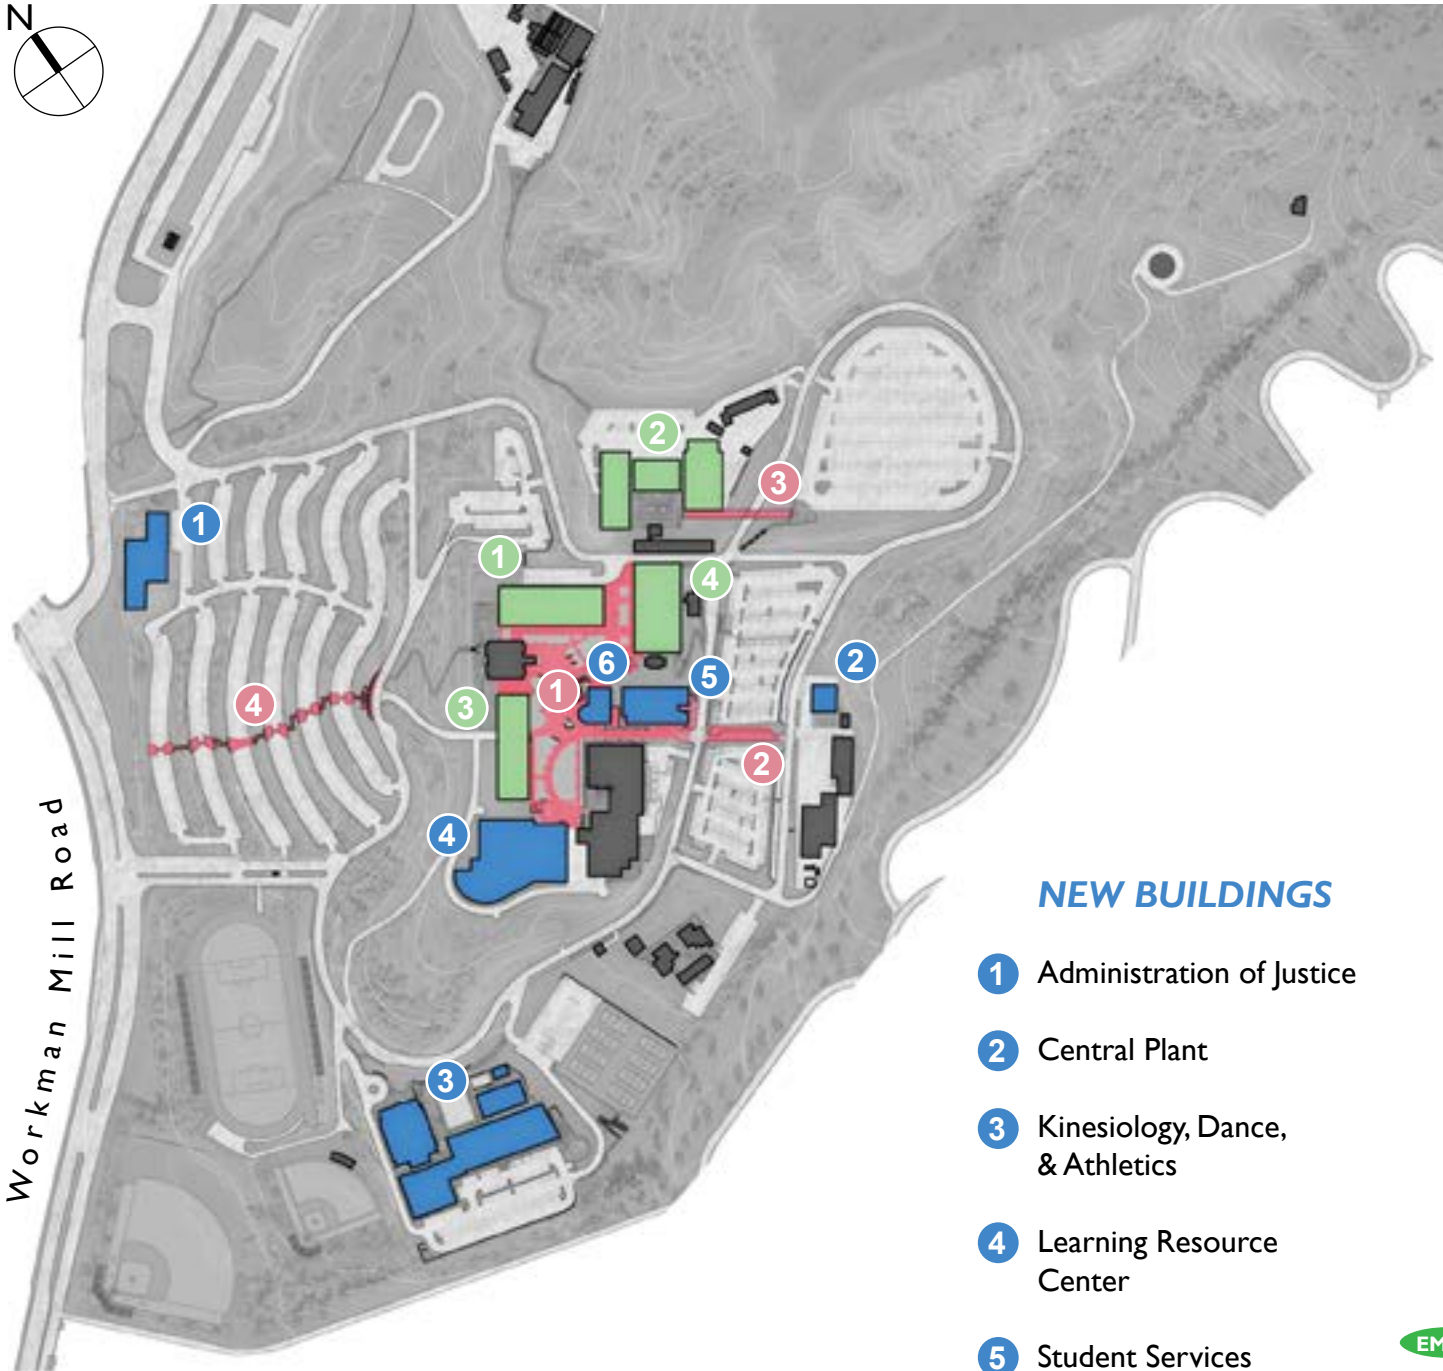 N
2
3
1
1
4
6
2
5
1
3
4
2
4
3
Workman Mill Road
NEW BUILDINGS
1 Administration of Justice
2 Central Plant
3 Kinesiology, Dance,
& Athletics
4 Learning Resource
Center
5 Student Services
EM